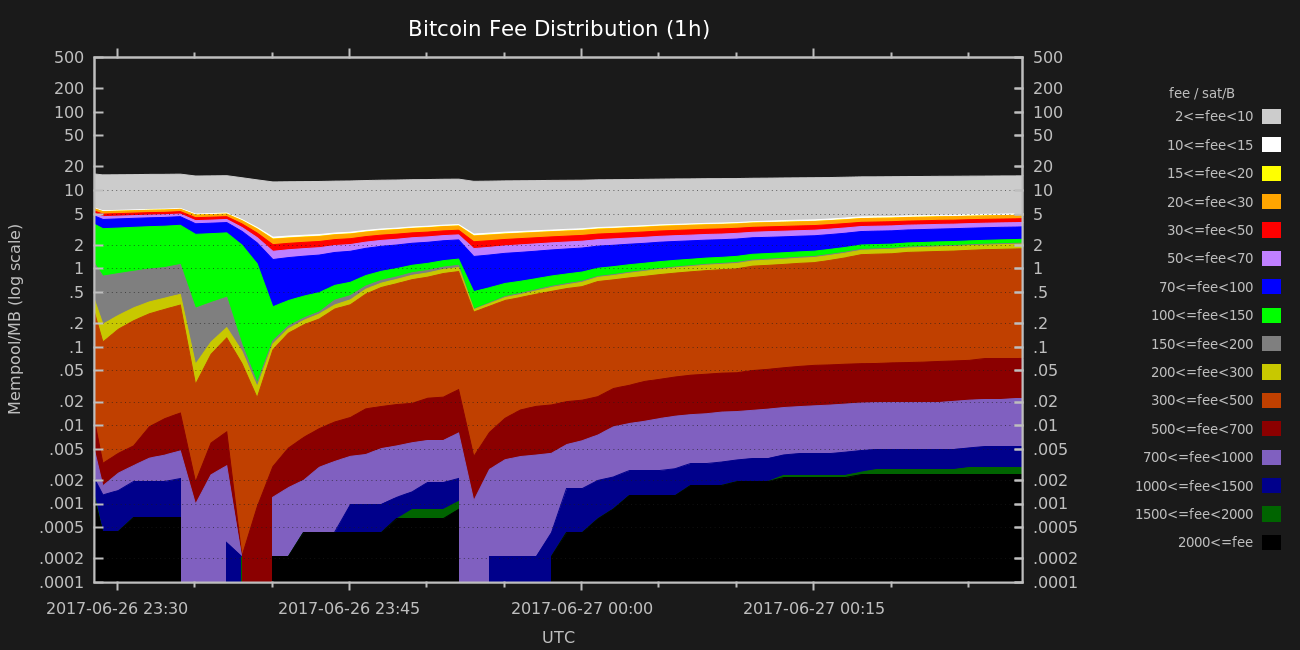 Bitcoin Fee Distribution (1h)
500 500
200 200
100 100
50 50
20 20
10 10
5 5
2 2
1 1
.5 .5
.2 .2
.1 .1
.05 .05
.02 .02
.01 .01
.005 .005
.002 .002
.001 .001
.0005 .0005
.0002 .0002
.0001 .0001
Mempool/MB (log scale)
2017-06-26 23:30 2017-06-26 23:45 2017-06-27 00:00 2017-06-27 00:15
UTC
fee / sat/B
2<=fee<10
10<=fee<15
15<=fee<20
20<=fee<30
30<=fee<50
50<=fee<70
70<=fee<100
100<=fee<150
150<=fee<200
200<=fee<300
300<=fee<500
500<=fee<700
700<=fee<1000
1000<=fee<1500
1500<=fee<2000
2000<=fee